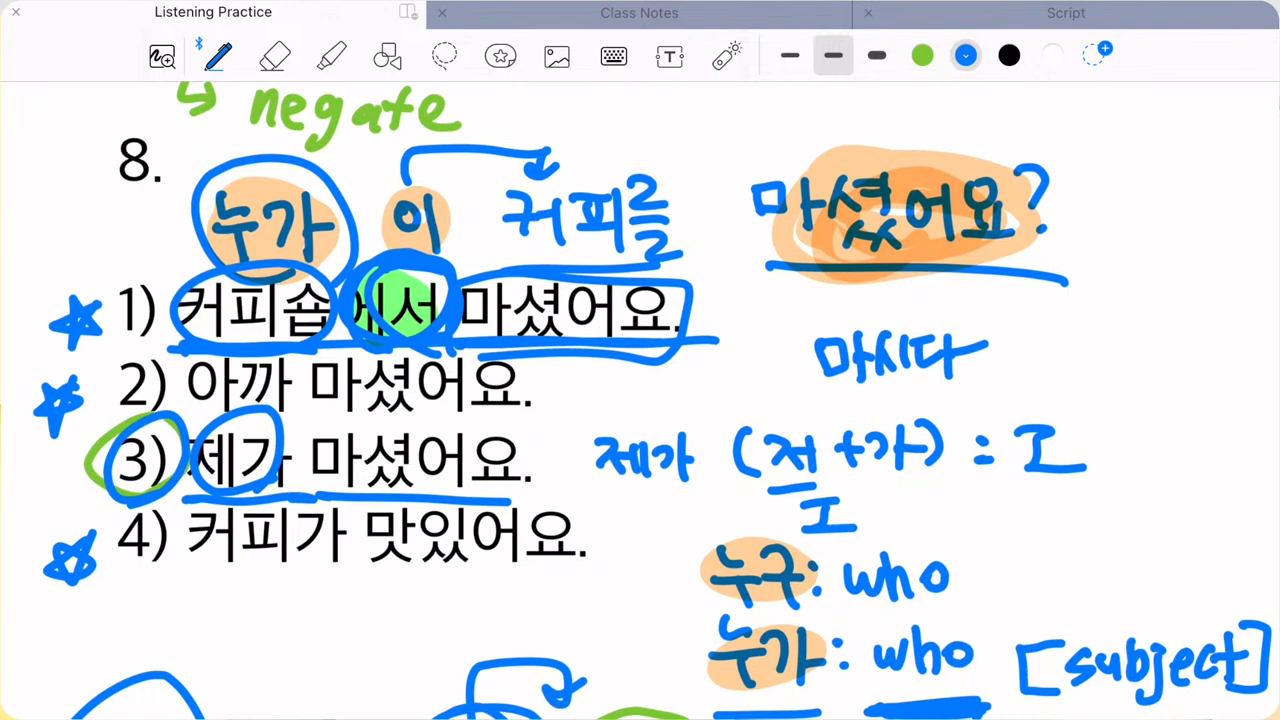 Listening Practice Class Notes Script
negate
8.
누가 이 커피를 마셨어요?
1) 커피숍에서 마셨어요.
마시다
2) 아까 마셨어요.
3) 제가 마셨어요.
제가 (저+가) = I
I
4) 커피가 맛있어요.
누구: who
누가: who [subject]